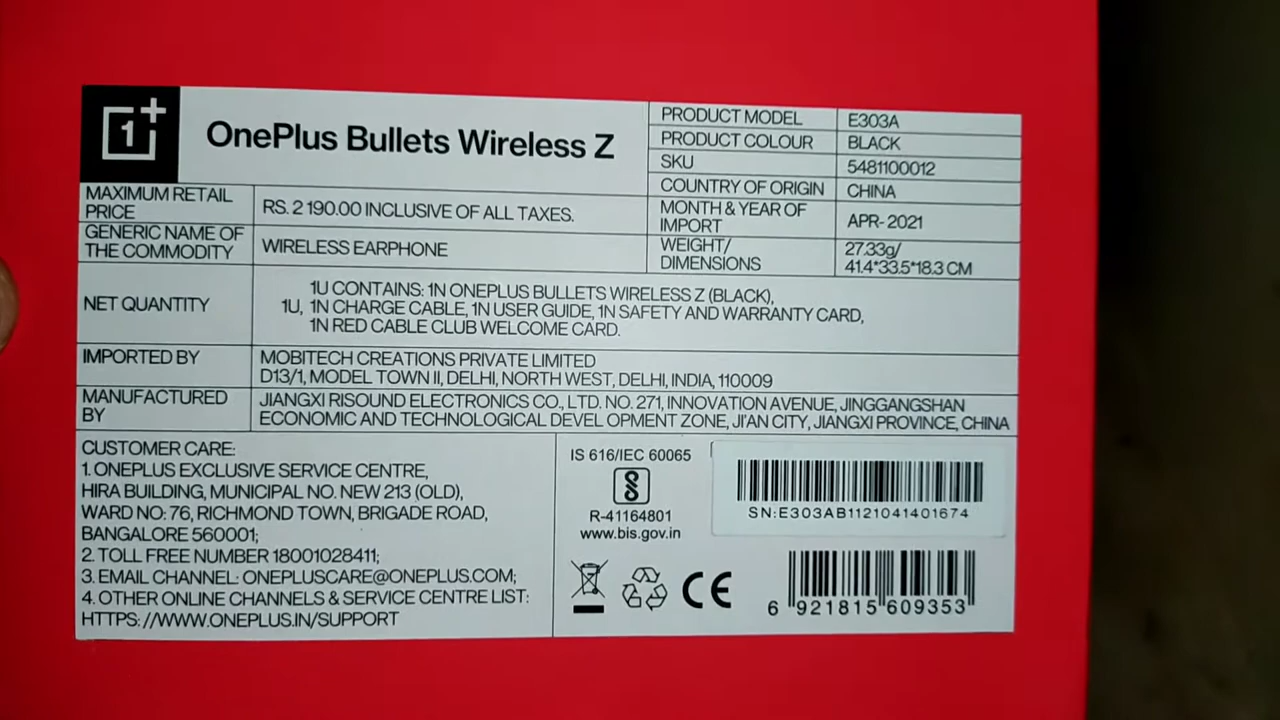 1+
OnePlus Bullets Wireless Z
PRODUCT MODEL E303A
PRODUCT COLOUR BLACK
SKU 5481100012
COUNTRY OF ORIGIN CHINA
MONTH & YEAR OF
IMPORT
APR- 2021
WEIGHT/
DIMENSIONS
27.33g/
41.4*33.5*18.3 CM
MAXIMUM RETAIL
PRICE
RS. 2 190.00 INCLUSIVE OF ALL TAXES.
GENERIC NAME OF
THE COMMODITY
WIRELESS EARPHONE
NET QUANTITY
1U CONTAINS: 1N ONEPLUS BULLETS WIRELESS Z (BLACK),
1U, 1N CHARGE CABLE, 1N USER GUIDE, 1N SAFETY AND WARRANTY CARD,
1N RED CABLE CLUB WELCOME CARD.
IMPORTED BY
MOBITECH CREATIONS PRIVATE LIMITED
D13/1, MODEL TOWN II, DELHI, NORTH WEST, DELHI, INDIA, 110009
MANUFACTURED
BY
JIANGXI RISOUND ELECTRONICS CO., LTD. NO. 271, INNOVATION AVENUE, JINGGANGSHAN
ECONOMIC AND TECHNOLOGICAL DEVEL OPMENT ZONE, JI'AN CITY, JIANGXI PROVINCE, CHINA
CUSTOMER CARE:
1. ONEPLUS EXCLUSIVE SERVICE CENTRE,
HIRA BUILDING, MUNICIPAL NO. NEW 213 (OLD),
WARD NO: 76, RICHMOND TOWN, BRIGADE ROAD,
BANGALORE 560001;
2. TOLL FREE NUMBER 18001028411;
3. EMAIL CHANNEL: ONEPLUSCARE@ONEPLUS.COM;
4. OTHER ONLINE CHANNELS & SERVICE CENTRE LIST:
HTTPS: //WWW.ONEPLUS.IN/SUPPORT
IS 616/IEC 60065
R-41164801
www.bis.gov.in
CE
SN:E303AB1121041401674
6 921815 609353